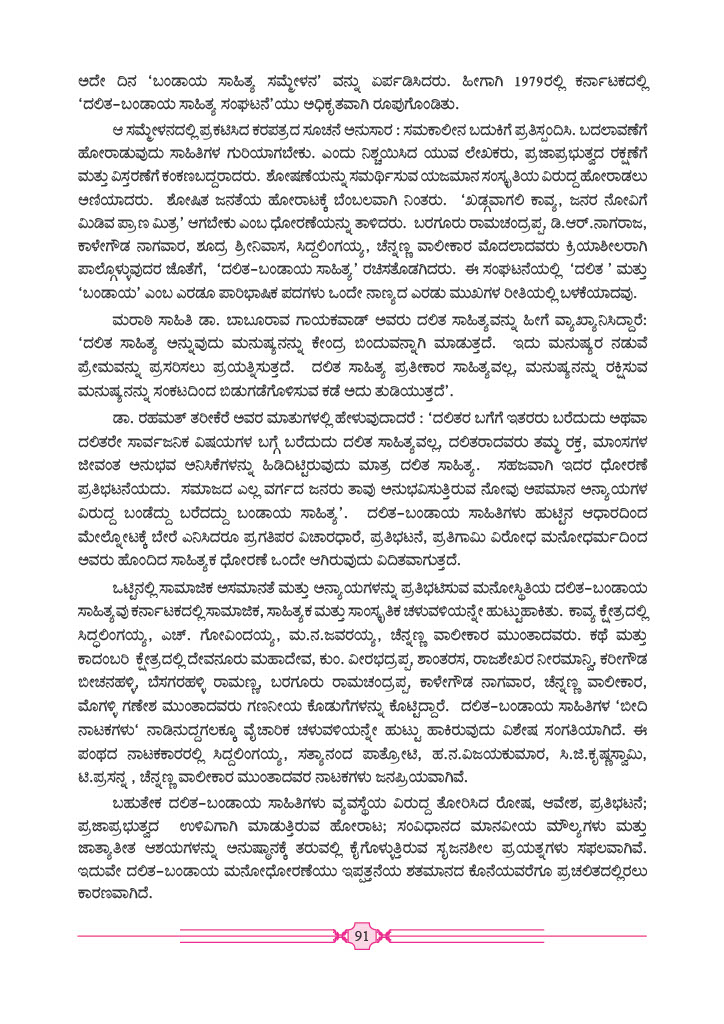 ಅದೇ ದಿನ 'ಬಂಡಾಯ ಸಾಹಿತ್ಯ ಸಮ್ಮೇಳನ' ವನ್ನು ಏರ್ಪಡಿಸಿದರು. ಹೀಗಾಗಿ 1979ರಲ್ಲಿ ಕರ್ನಾಟಕದಲ್ಲಿ
'ದಲಿತ-ಬಂಡಾಯ ಸಾಹಿತ್ಯ ಸಂಘಟನೆ'ಯು ಅಧಿಕೃತವಾಗಿ ರೂಪುಗೊಂಡಿತು.
ಆ ಸಮ್ಮೇಳನದಲ್ಲಿ ಪ್ರಕಟಿಸಿದ ಕರಪತ್ರದ ಸೂಚನೆ ಅನುಸಾರ : ಸಮಕಾಲೀನ ಬದುಕಿಗೆ ಪ್ರತಿಸ್ಪಂದಿಸಿ. ಬದಲಾವಣೆಗೆ
ಹೋರಾಡುವುದು ಸಾಹಿತಿಗಳ ಗುರಿಯಾಗಬೇಕು. ಎಂದು ನಿಶ್ಚಯಿಸಿದ ಯುವ ಲೇಖಕರು, ಪ್ರಜಾಪ್ರಭುತ್ವದ ರಕ್ಷಣೆಗೆ
ಮತ್ತು ವಿಸ್ತರಣೆಗೆ ಕಂಕಣಬದ್ದರಾದರು. ಶೋಷಣೆಯನ್ನು ಸಮರ್ಥಿಸುವ ಯಜಮಾನ ಸಂಸ್ಕೃತಿಯ ವಿರುದ್ಧ ಹೋರಾಡಲು
ಅಣಿಯಾದರು. ಶೋಷಿತ ಜನತೆಯ ಹೋರಾಟಕ್ಕೆ ಬೆಂಬಲವಾಗಿ ನಿಂತರು. 'ಖಡ್ಗವಾಗಲಿ ಕಾವ್ಯ, ಜನರ ನೋವಿಗೆ
ಮಿಡಿವ ಪ್ರಾಣ ಮಿತ್ರ' ಆಗಬೇಕು ಎಂಬ ಧೋರಣೆಯನ್ನು ತಾಳಿದರು. ಬರಗೂರು ರಾಮಚಂದ್ರಪ್ಪ, ಡಿ.ಆರ್.ನಾಗರಾಜ,
ಕಾಳೇಗೌಡ ನಾಗವಾರ, ಶೂದ್ರ ಶ್ರೀನಿವಾಸ, ಸಿದ್ದಲಿಂಗಯ್ಯ, ಚೆನ್ನಣ್ಣ ವಾಲೀಕಾರ ಮೊದಲಾದವರು ಕ್ರಿಯಾಶೀಲರಾಗಿ
ಪಾಲ್ಗೊಳ್ಳುವುದರ ಜೊತೆಗೆ, 'ದಲಿತ-ಬಂಡಾಯ ಸಾಹಿತ್ಯ' ರಚಿಸತೊಡಗಿದರು. ಈ ಸಂಘಟನೆಯಲ್ಲಿ 'ದಲಿತ' ಮತ್ತು
'ಬಂಡಾಯ' ಎಂಬ ಎರಡೂ ಪಾರಿಭಾಷಿಕ ಪದಗಳು ಒಂದೇ ನಾಣ್ಯದ ಎರಡು ಮುಖಗಳ ರೀತಿಯಲ್ಲಿ ಬಳಕೆಯಾದವು.
ಮರಾಠಿ ಸಾಹಿತಿ ಡಾ. ಬಾಬೂರಾವ ಗಾಯಕವಾಡ್ ಅವರು ದಲಿತ ಸಾಹಿತ್ಯವನ್ನು ಹೀಗೆ ವ್ಯಾಖ್ಯಾನಿಸಿದ್ದಾರೆ:
'ದಲಿತ ಸಾಹಿತ್ಯ ಅನ್ನುವುದು ಮನುಷ್ಯನನ್ನು ಕೇಂದ್ರ ಬಿಂದುವನ್ನಾಗಿ ಮಾಡುತ್ತದೆ. ಇದು ಮನುಷ್ಯರ ನಡುವೆ
ಪ್ರೇಮವನ್ನು ಪ್ರಸರಿಸಲು ಪ್ರಯತ್ನಿಸುತ್ತದೆ. ದಲಿತ ಸಾಹಿತ್ಯ ಪ್ರತೀಕಾರ ಸಾಹಿತ್ಯವಲ್ಲ, ಮನುಷ್ಯನನ್ನು ರಕ್ಷಿಸುವ
ಮನುಷ್ಯನನ್ನು ಸಂಕಟದಿಂದ ಬಿಡುಗಡೆಗೊಳಿಸುವ ಕಡೆ ಅದು ತುಡಿಯುತ್ತದೆ'.
ಡಾ. ರಹಮತ್ ತರೀಕೆರೆ ಅವರ ಮಾತುಗಳಲ್ಲಿ ಹೇಳುವುದಾದರೆ : 'ದಲಿತರ ಬಗೆಗೆ ಇತರರು ಬರೆದುದು ಅಥವಾ
ದಲಿತರೇ ಸಾರ್ವಜನಿಕ ವಿಷಯಗಳ ಬಗ್ಗೆ ಬರೆದುದು ದಲಿತ ಸಾಹಿತ್ಯವಲ್ಲ, ದಲಿತರಾದವರು ತಮ್ಮ ರಕ್ತ, ಮಾಂಸಗಳ
ಜೀವಂತ ಅನುಭವ ಅನಿಸಿಕೆಗಳನ್ನು ಹಿಡಿದಿಟ್ಟಿರುವುದು ಮಾತ್ರ ದಲಿತ ಸಾಹಿತ್ಯ. ಸಹಜವಾಗಿ ಇದರ ಧೋರಣೆ
ಪ್ರತಿಭಟನೆಯದು. ಸಮಾಜದ ಎಲ್ಲ ವರ್ಗದ ಜನರು ತಾವು ಅನುಭವಿಸುತ್ತಿರುವ ನೋವು ಅಪಮಾನ ಅನ್ಯಾಯಗಳ
ವಿರುದ್ಧ ಬಂಡೆದ್ದು ಬರೆದದ್ದು ಬಂಡಾಯ ಸಾಹಿತ್ಯ'. ದಲಿತ-ಬಂಡಾಯ ಸಾಹಿತಿಗಳು ಹುಟ್ಟಿನ ಆಧಾರದಿಂದ
ಮೇಲ್ನೋಟಕ್ಕೆ ಬೇರೆ ಎನಿಸಿದರೂ ಪ್ರಗತಿಪರ ವಿಚಾರಧಾರೆ, ಪ್ರತಿಭಟನೆ, ಪ್ರತಿಗಾಮಿ ವಿರೋಧ ಮನೋಧರ್ಮದಿಂದ
ಅವರು ಹೊಂದಿದ ಸಾಹಿತ್ಯಕ ಧೋರಣೆ ಒಂದೇ ಆಗಿರುವುದು ವಿದಿತವಾಗುತ್ತದೆ.
ಒಟ್ಟಿನಲ್ಲಿ ಸಾಮಾಜಿಕ ಅಸಮಾನತೆ ಮತ್ತು ಅನ್ಯಾಯಗಳನ್ನು ಪ್ರತಿಭಟಿಸುವ ಮನೋಸ್ಥಿತಿಯ ದಲಿತ-ಬಂಡಾಯ
ಸಾಹಿತ್ಯವು ಕರ್ನಾಟಕದಲ್ಲಿ ಸಾಮಾಜಿಕ, ಸಾಹಿತ್ಯಕ ಮತ್ತು ಸಾಂಸ್ಕೃತಿಕ ಚಳುವಳಿಯನ್ನೇ ಹುಟ್ಟುಹಾಕಿತು. ಕಾವ್ಯ ಕ್ಷೇತ್ರದಲ್ಲಿ
ಸಿದ್ಧಲಿಂಗಯ್ಯ, ಎಚ್. ಗೋವಿಂದಯ್ಯ, ಮ.ನ.ಜವರಯ್ಯ, ಚೆನ್ನಣ್ಣ ವಾಲೀಕಾರ ಮುಂತಾದವರು. ಕಥೆ ಮತ್ತು
ಕಾದಂಬರಿ ಕ್ಷೇತ್ರದಲ್ಲಿ ದೇವನೂರು ಮಹಾದೇವ, ಕುಂ. ವೀರಭದ್ರಪ್ಪ, ಶಾಂತರಸ, ರಾಜಶೇಖರ ನೀರಮಾನ್ವಿ, ಕರೀಗೌಡ
ಬೀಚನಹಳ್ಳಿ, ಬೆಸಗರಹಳ್ಳಿ ರಾಮಣ್ಣ, ಬರಗೂರು ರಾಮಚಂದ್ರಪ್ಪ, ಕಾಳೇಗೌಡ ನಾಗವಾರ, ಚೆನ್ನಣ್ಣ ವಾಲೀಕಾರ,
ಮೊಗಳ್ಳಿ ಗಣೇಶ ಮುಂತಾದವರು ಗಣನೀಯ ಕೊಡುಗೆಗಳನ್ನು ಕೊಟ್ಟಿದ್ದಾರೆ. ದಲಿತ-ಬಂಡಾಯ ಸಾಹಿತಿಗಳ 'ಬೀದಿ
ನಾಟಕಗಳು' ನಾಡಿನುದ್ದಗಲಕ್ಕೂ ವೈಚಾರಿಕ ಚಳುವಳಿಯನ್ನೇ ಹುಟ್ಟು ಹಾಕಿರುವುದು ವಿಶೇಷ ಸಂಗತಿಯಾಗಿದೆ. ಈ
ಪಂಥದ ನಾಟಕಕಾರರಲ್ಲಿ ಸಿದ್ದಲಿಂಗಯ್ಯ, ಸತ್ಯಾನಂದ ಪಾತ್ರೋಟಿ, ಹ.ನ.ವಿಜಯಕುಮಾರ, ಸಿ.ಜಿ.ಕೃಷ್ಣಸ್ವಾಮಿ,
ಟಿ.ಪ್ರಸನ್ನ , ಚೆನ್ನಣ್ಣ ವಾಲೀಕಾರ ಮುಂತಾದವರ ನಾಟಕಗಳು ಜನಪ್ರಿಯವಾಗಿವೆ.
ಬಹುತೇಕ ದಲಿತ-ಬಂಡಾಯ ಸಾಹಿತಿಗಳು ವ್ಯವಸ್ಥೆಯ ವಿರುದ್ದ ತೋರಿಸಿದ ರೋಷ, ಆವೇಶ, ಪ್ರತಿಭಟನೆ;
ಪ್ರಜಾಪ್ರಭುತ್ವದ ಉಳಿವಿಗಾಗಿ ಮಾಡುತ್ತಿರುವ ಹೋರಾಟ; ಸಂವಿಧಾನದ ಮಾನವೀಯ ಮೌಲ್ಯಗಳು ಮತ್ತು
ಜಾತ್ಯಾತೀತ ಆಶಯಗಳನ್ನು ಅನುಷ್ಠಾನಕ್ಕೆ ತರುವಲ್ಲಿ ಕೈಗೊಳ್ಳುತ್ತಿರುವ ಸೃಜನಶೀಲ ಪ್ರಯತ್ನಗಳು ಸಫಲವಾಗಿವೆ.
ಇದುವೇ ದಲಿತ-ಬಂಡಾಯ ಮನೋಧೋರಣೆಯು ಇಪ್ಪತ್ತನೆಯ ಶತಮಾನದ ಕೊನೆಯವರೆಗೂ ಪ್ರಚಲಿತದಲ್ಲಿರಲು
ಕಾರಣವಾಗಿದೆ.
91